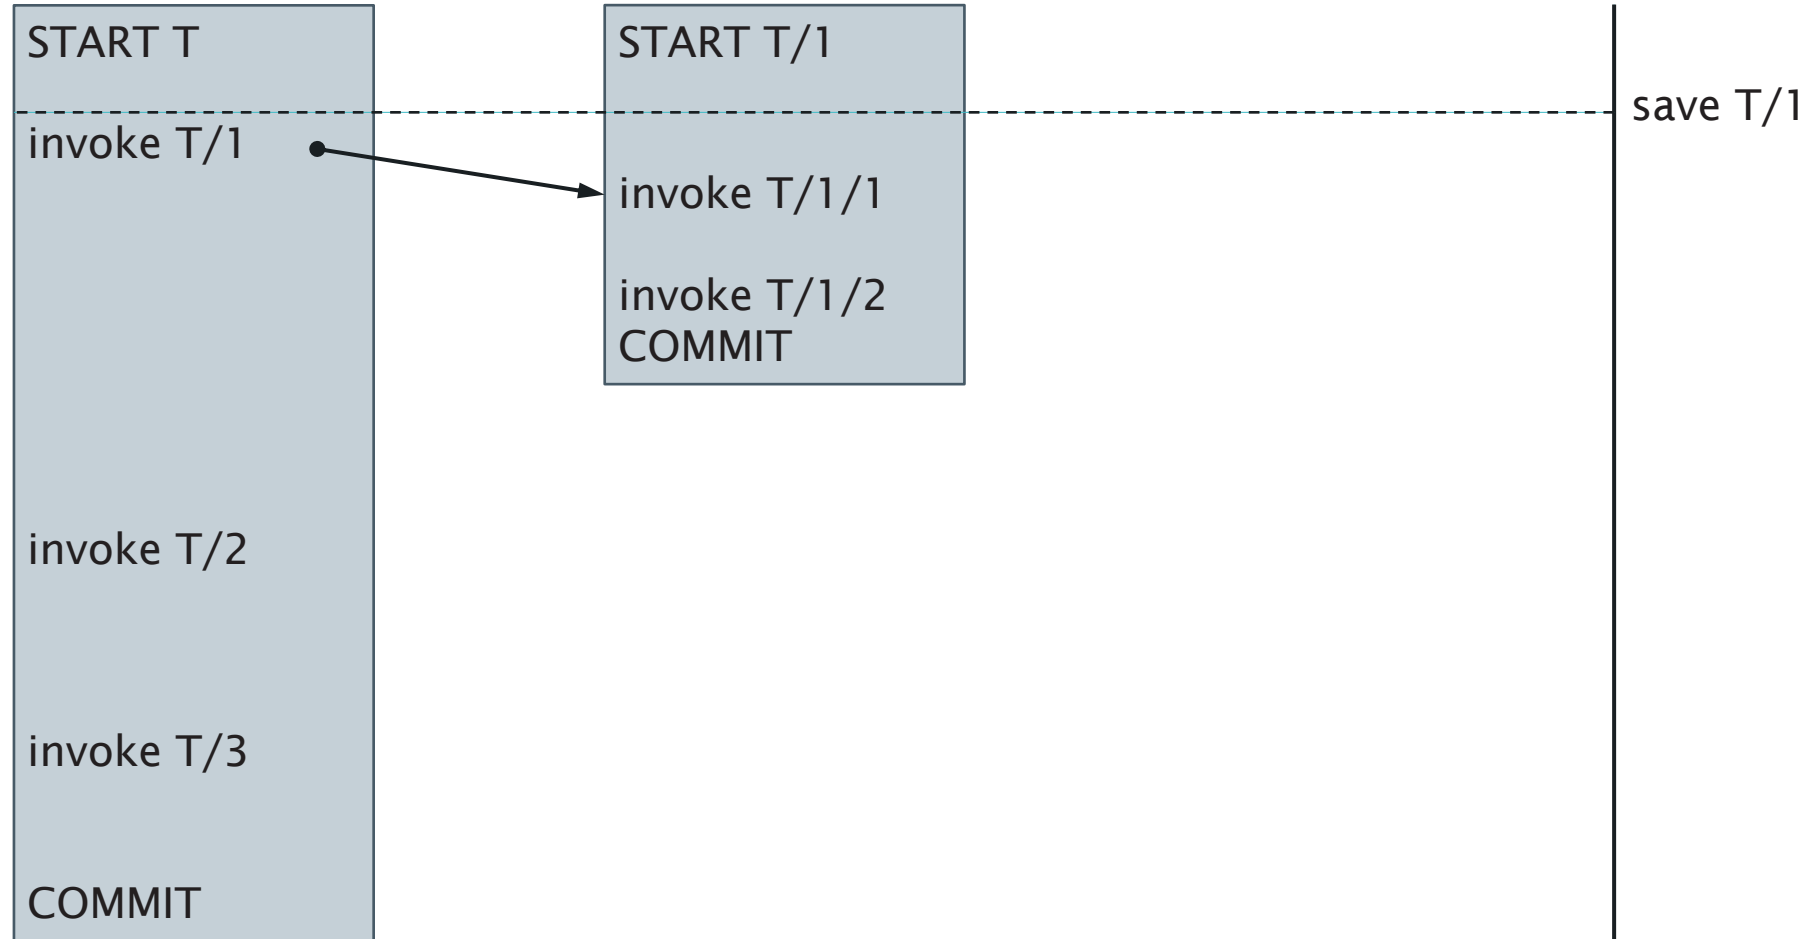 START T
invoke T/1
invoke T/2
invoke T/3
COMMIT
START T/1
invoke T/1/1
invoke T/1/2
COMMIT
save T/1